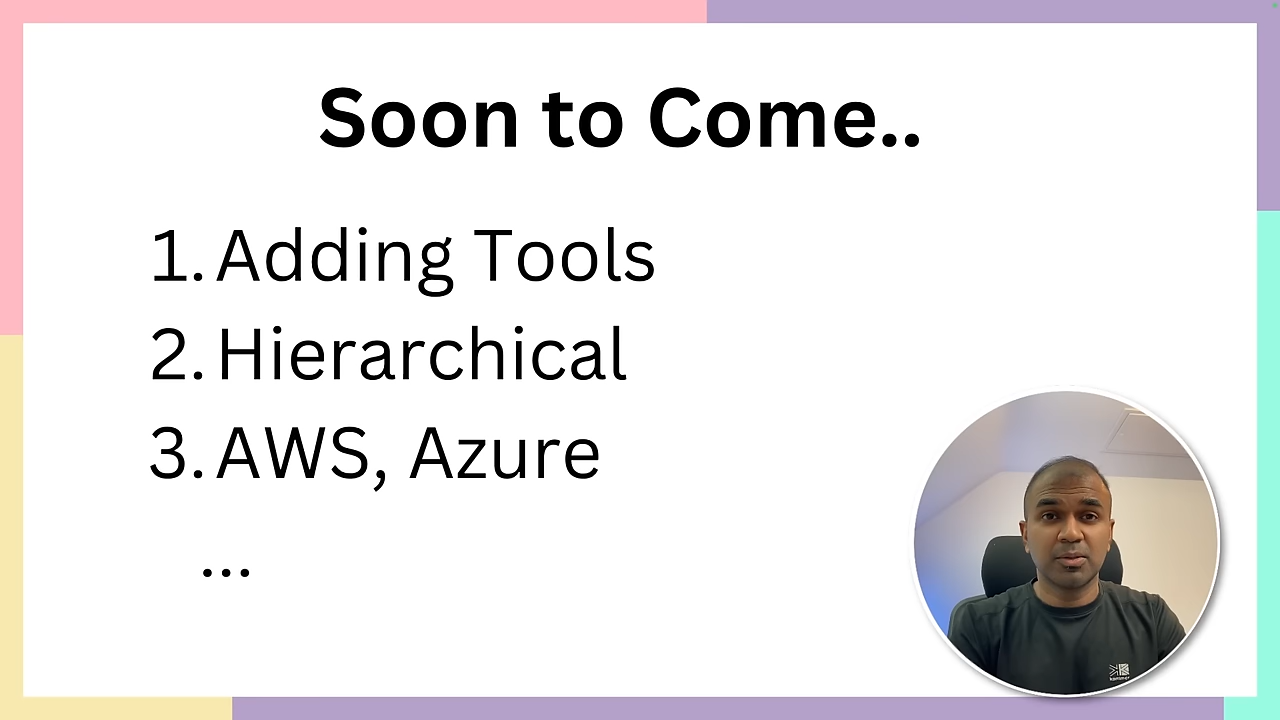 Soon to Come..
1. Adding Tools
2. Hierarchical
3. AWS, Azure
...